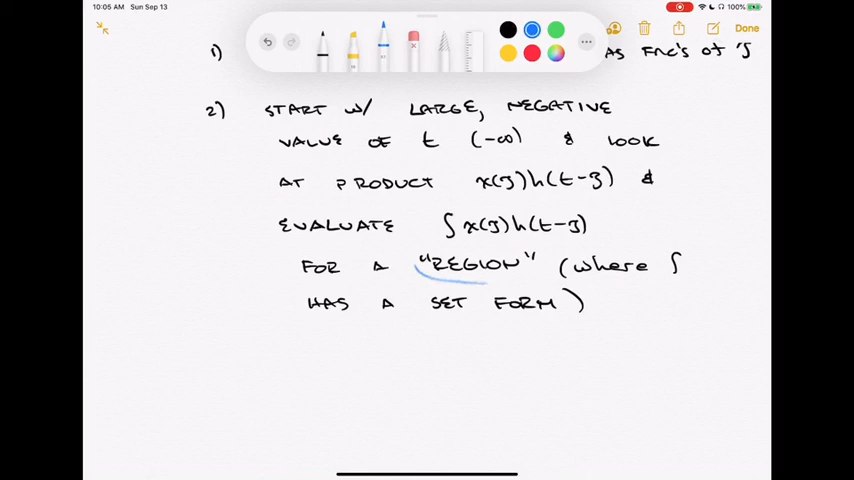 10:05 AM Sun Sep 13
100%
Done
1) AS FNC'S OF ʒ
2) START W/ LARGE, NEGATIVE
VALUE OF t (-∞) & LOOK
AT PRODUCT x(ʒ)h(t-ʒ) &
EVALUATE ∫x(ʒ)h(t-ʒ)
FOR A "REGION" (where ∫
HAS A SET FORM)